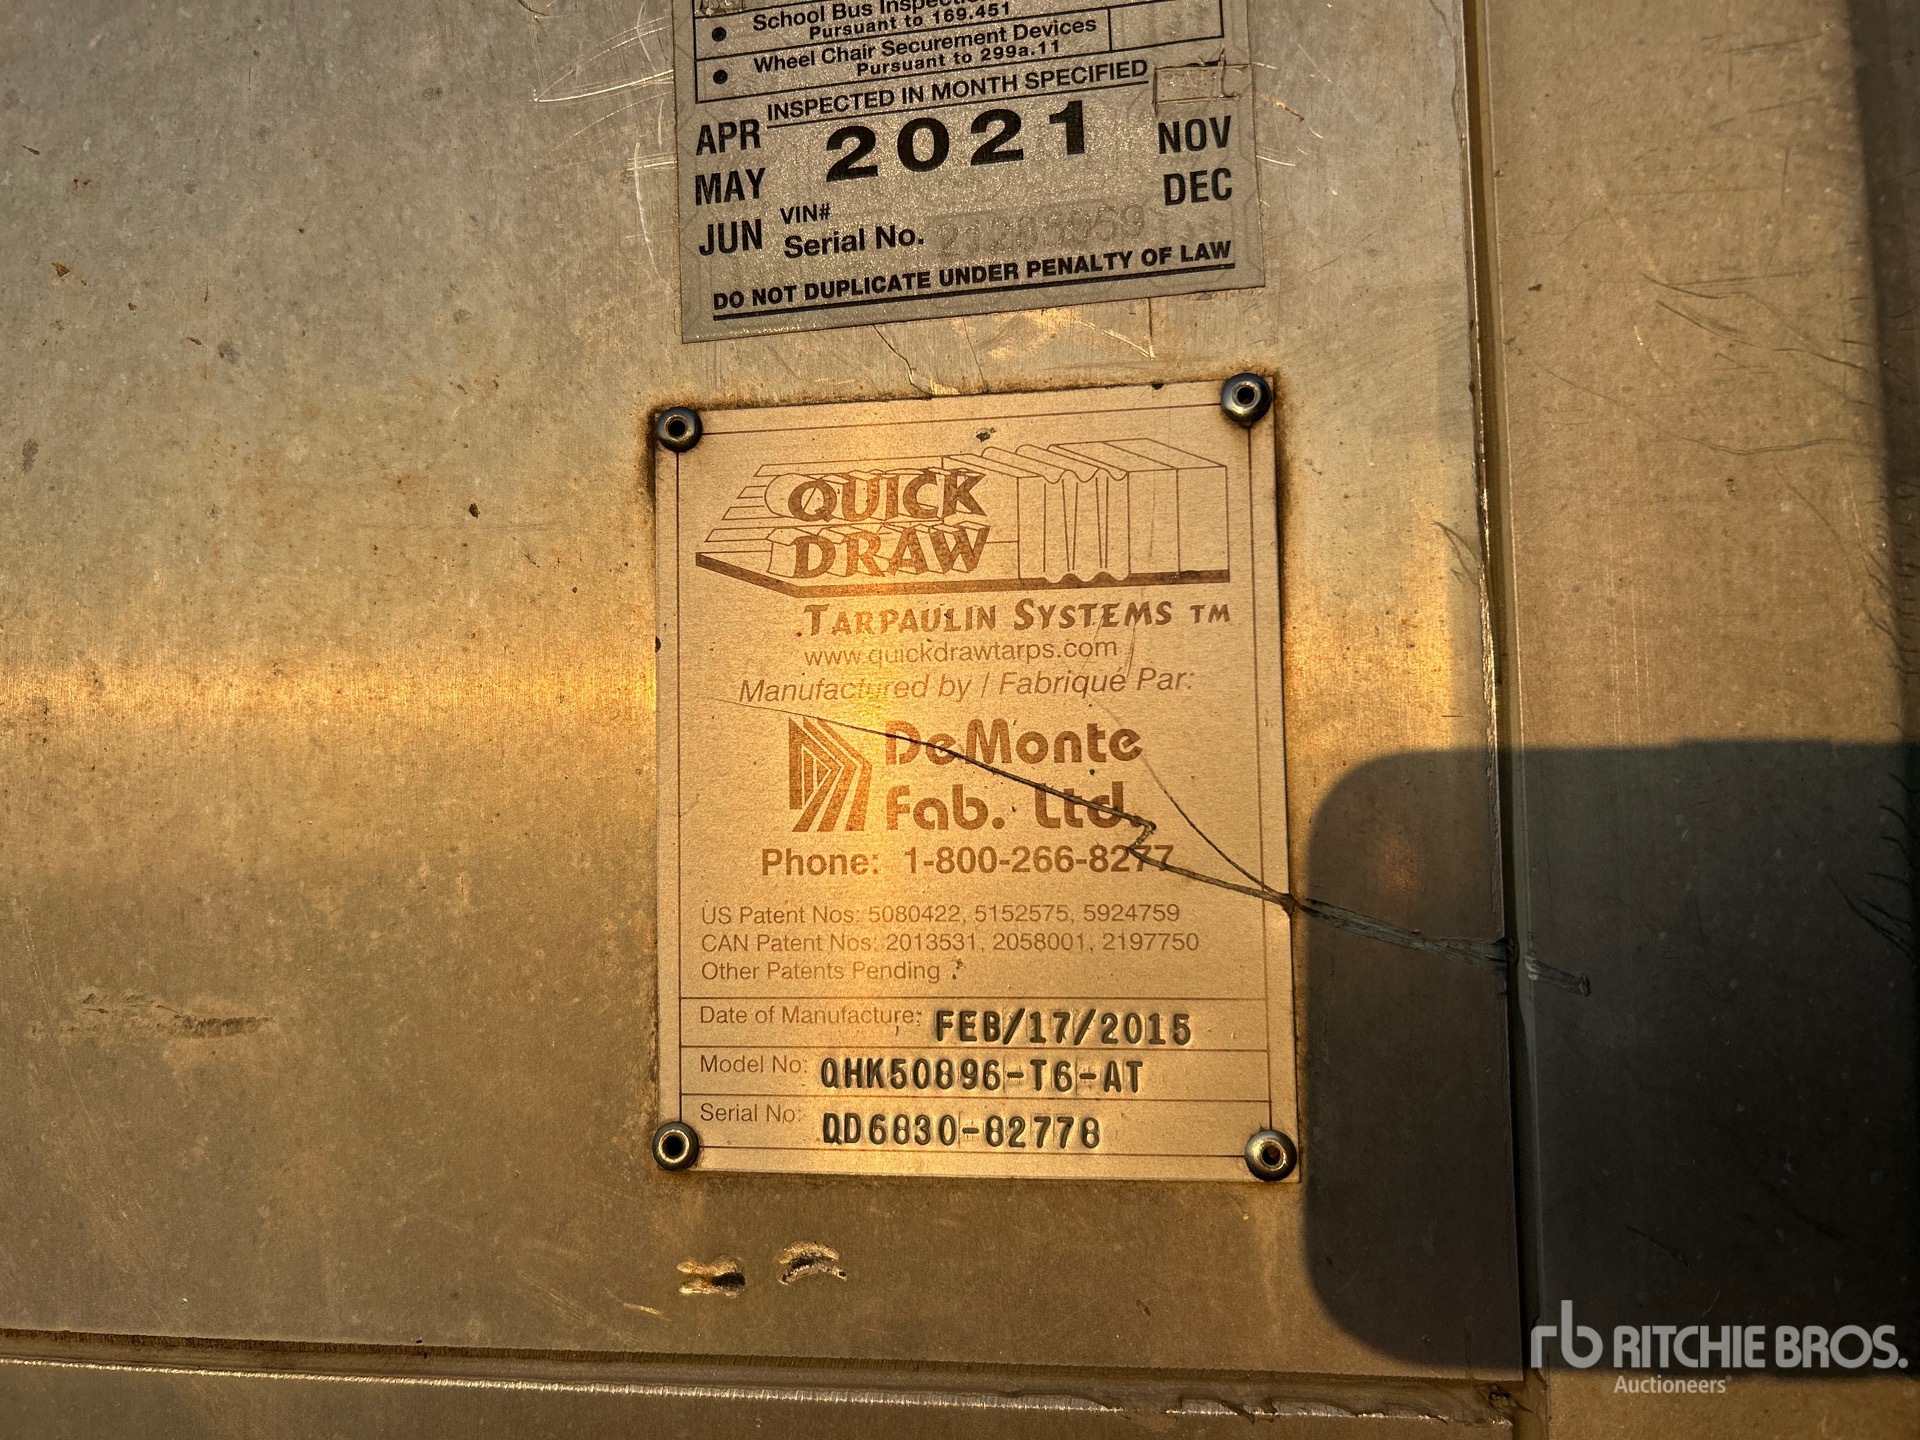 School Bus Inspection
Pursuant to 169.451
Wheel Chair Securement Devices
Pursuant to 299a.11
INSPECTED IN MONTH SPECIFIED
APR 2021 NOV
MAY DEC
JUN VIN#
Serial No.
DO NOT DUPLICATE UNDER PENALTY OF LAW
QUICK
DRAW
TARPAULIN SYSTEMS TM
www.quickdrawtarps.com
Manufactured by / Fabriqué Par:
DeMonte
Fab. Ltd.
Phone: 1-800-266-8277
US Patent Nos: 5080422, 5152575, 5924759
CAN Patent Nos: 2013531, 2058001, 2197750
Other Patents Pending
Date of Manufacture: FEB/17/2015
Model No: QHK50896-T6-AT
Serial No: QD6830-82778
rb RITCHIE BROS.
Auctioneers